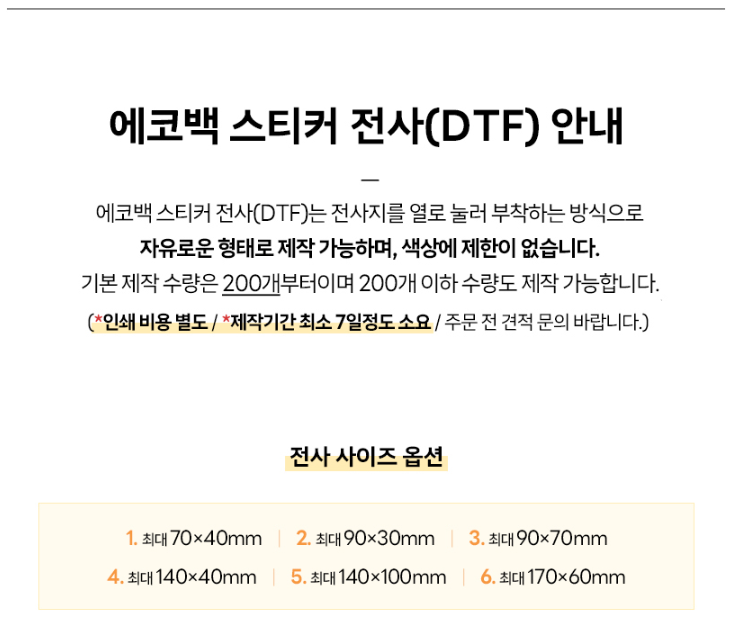 에코백 스티커 전사(DTF) 안내
에코백 스티커 전사(DTF)는 전사지를 열로 눌러 부착하는 방식으로
자유로운 형태로 제작 가능하며, 색상에 제한이 없습니다.
기본 제작 수량은 200개부터이며 200개 이하 수량도 제작 가능합니다.
(*인쇄 비용 별도 / *제작기간 최소 7일정도 소요 / 주문 전 견적 문의 바랍니다.)
전사 사이즈 옵션
1. 최대 70×40mm | 2. 최대 90×30mm | 3. 최대 90×70mm
4. 최대 140×40mm | 5. 최대 140×100mm | 6. 최대 170×60mm